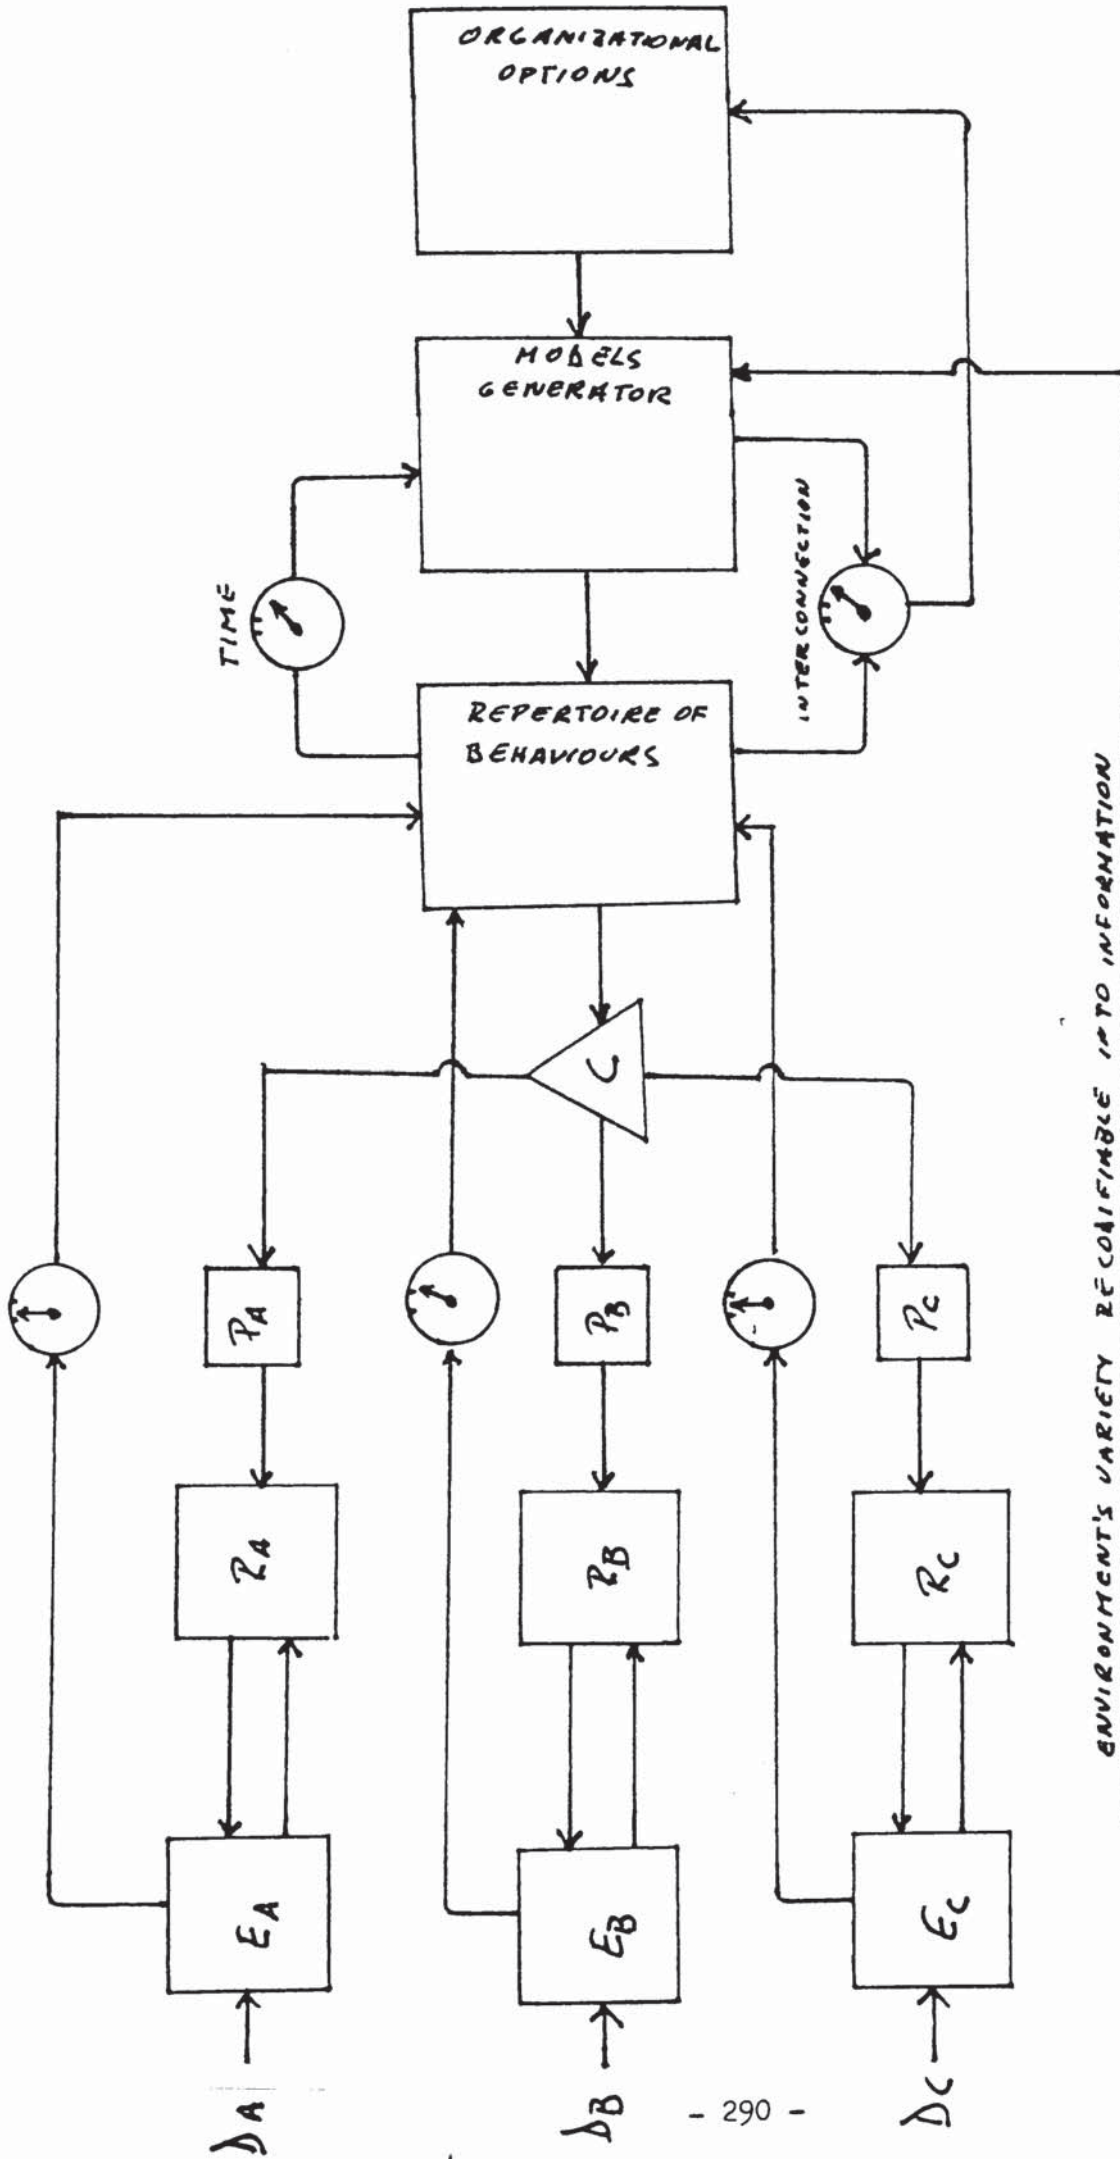 ORGANIZATIONAL
OPTIONS
MODELS
GENERATOR
TIME
INTERCONNECTION
REPERTOIRE OF
BEHAVIOURS
C
PA
PB
PC
RA
RB
RC
EA
EB
EC
DA
DB
DC
ENVIRONMENT'S VARIETY RECODIFIABLE INTO INFORMATION
- 290 -